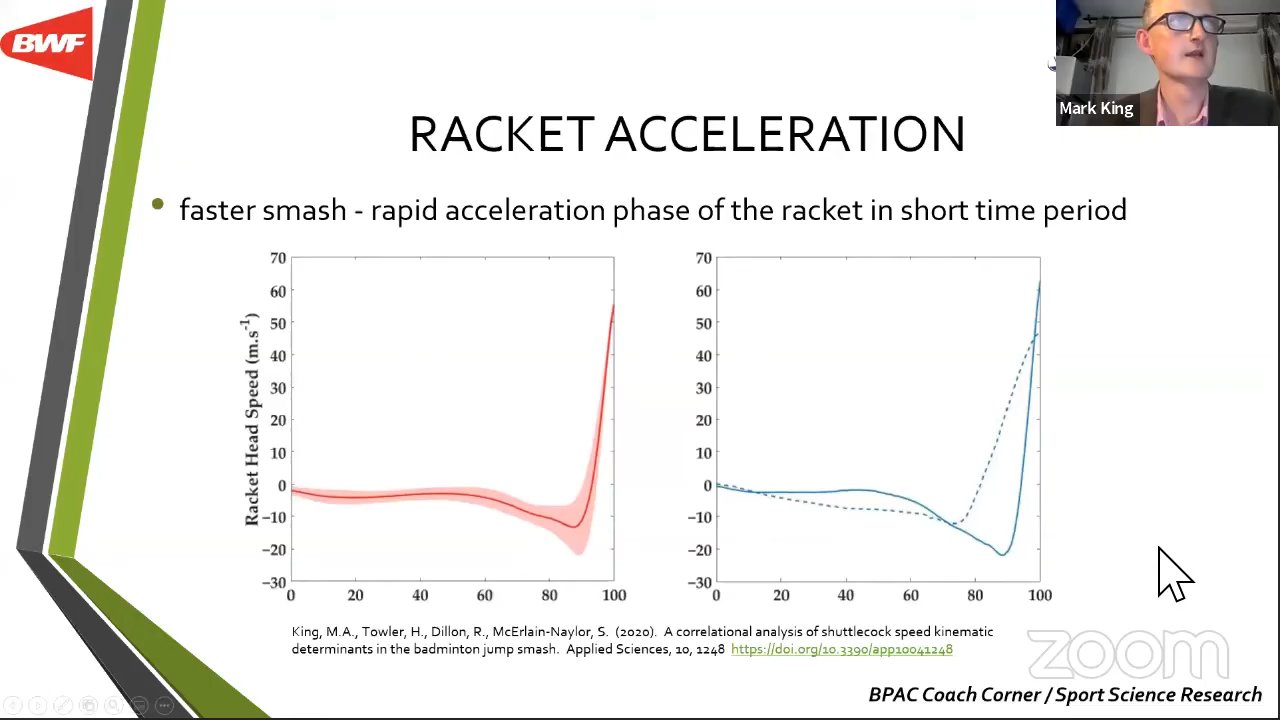 BWF
Mark King
RACKET ACCELERATION
• faster smash - rapid acceleration phase of the racket in short time period
Racket Head Speed (m.s⁻¹)
70
60
50
40
30
20
10
0
−10
−20
−30
0 20 40 60 80 100
70
60
50
40
30
20
10
0
−10
−20
−30
0 20 40 60 80 100
King, M.A., Towler, H., Dillon, R., McErlain-Naylor, S. (2020). A correlational analysis of shuttlecock speed kinematic
determinants in the badminton jump smash. Applied Sciences, 10, 1248 https://doi.org/10.3390/app10041248
zoom
BPAC Coach Corner / Sport Science Research